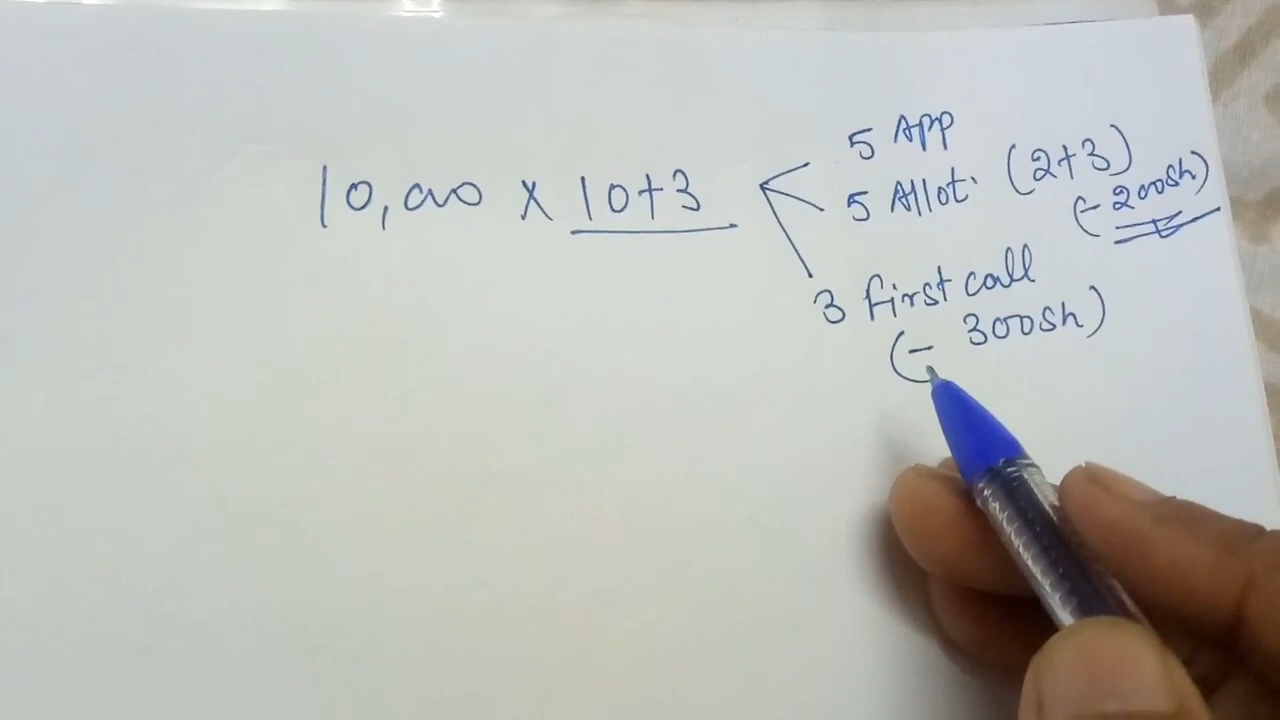 10,000 x 10+3
5 App
5 Allot. (2+3)
(- 200sh)
3 first call
(- 300sh)